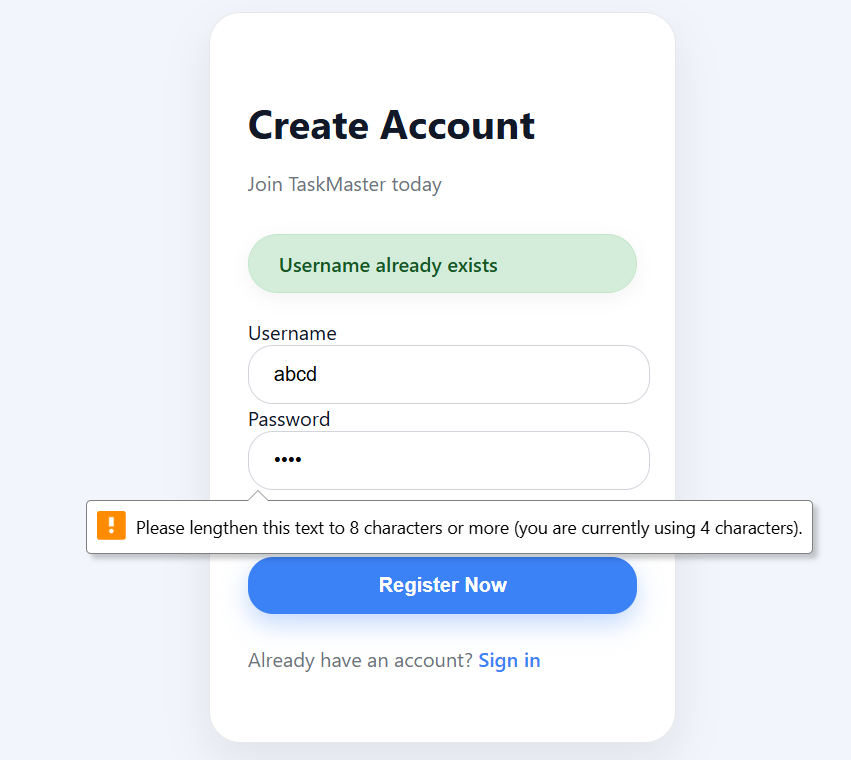 Create Account
Join TaskMaster today
Username already exists
Username
abcd
Password
••••
Please lengthen this text to 8 characters or more (you are currently using 4 characters).
Register Now
Already have an account? Sign in